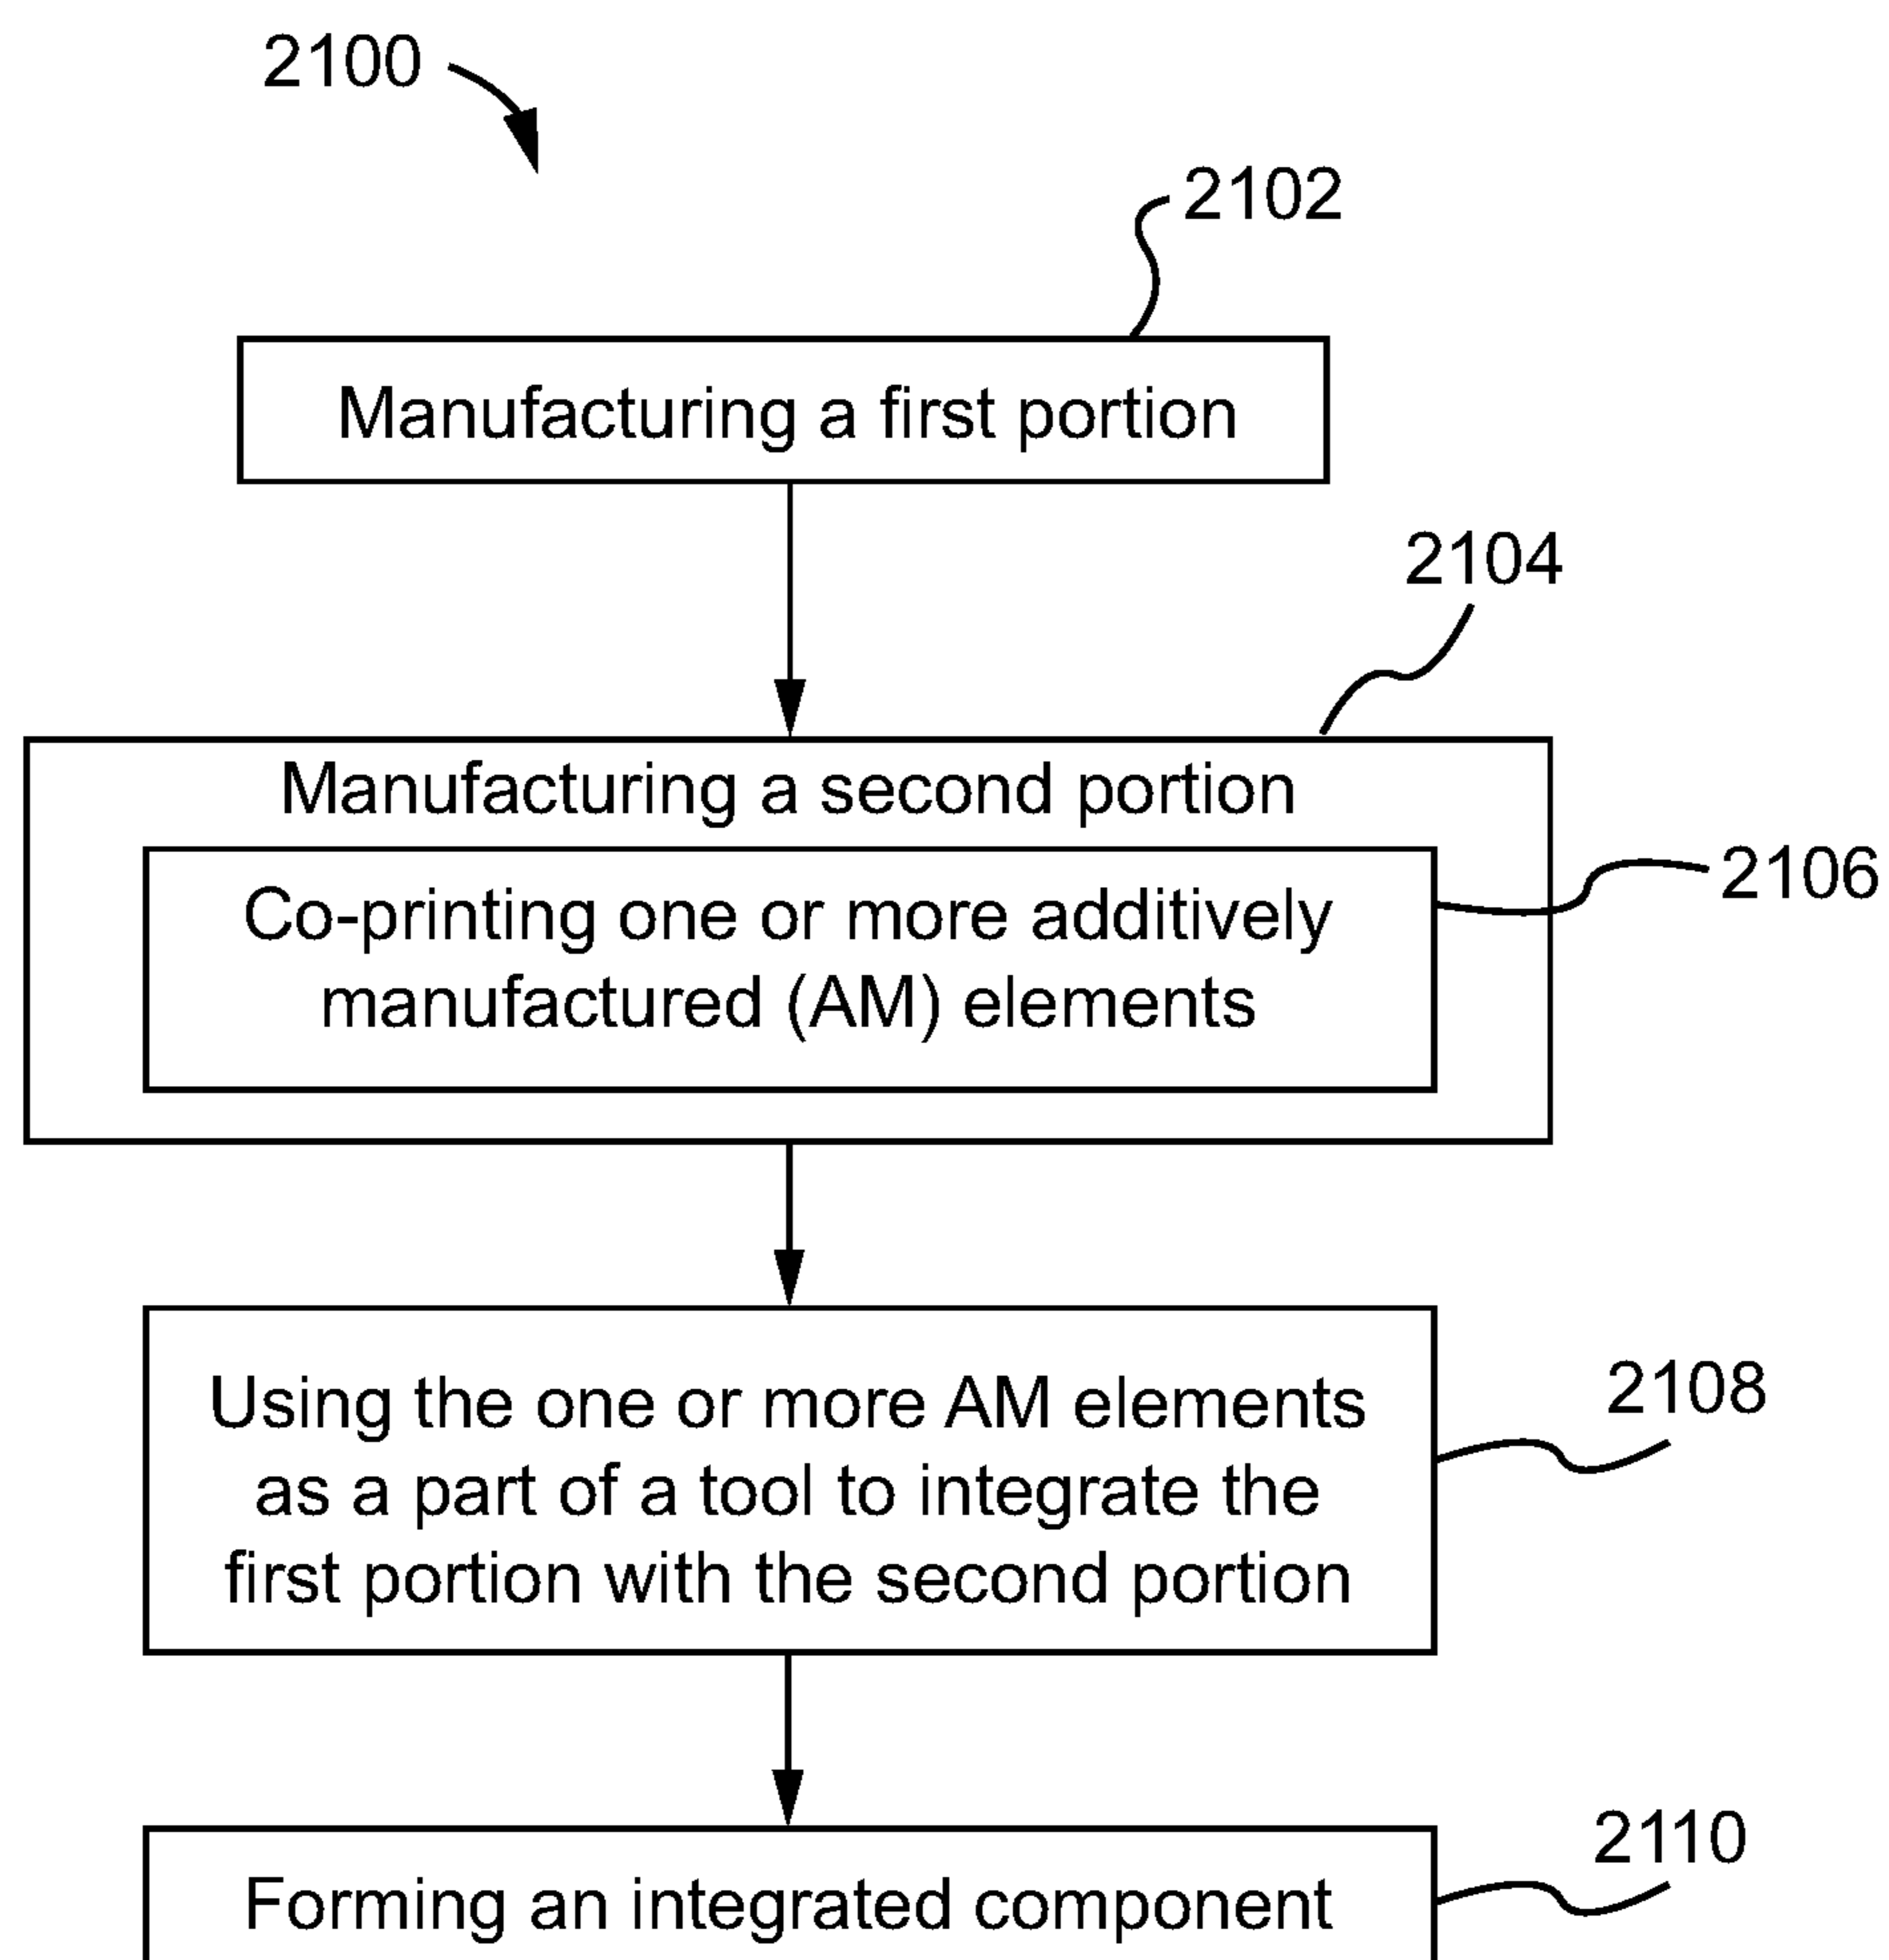 2100
2102
Manufacturing a first portion
2104
Manufacturing a second portion
2106
Co-printing one or more additively
manufactured (AM) elements
2108
Using the one or more AM elements
as a part of a tool to integrate the
first portion with the second portion
2110
Forming an integrated component